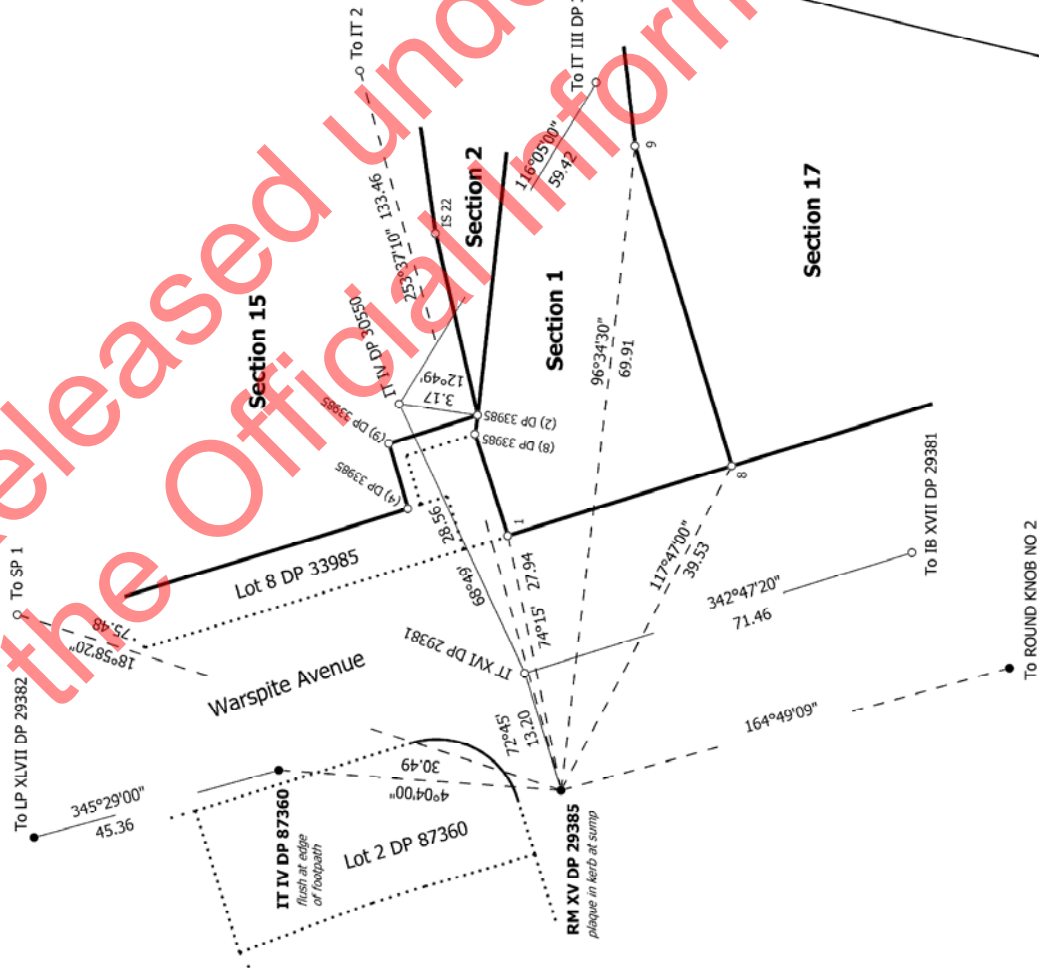 Released unde
the Official Inform
To IT 2
To SP 1
To LP XLVII DP 29382
To IT III DP
116°05'00"
59.42
253°37'10" 133.46
IS 22
Section 2
Section 15
Section 1
Section 17
9
IT IV DP 30550
12°49'
3.17
(9) DP 33985
(4) DP 33985
(2) DP 33985
(8) DP 33985
96°34'30"
69.91
28.56
68°49'
1
8
Lot 8 DP 33985
75.48
18°58'20"
Warspite Avenue
IT XVI DP 29381
74°15' 27.94
72°45'
13.20
117°47'00"
39.53
342°47'20"
71.46
To IB XVII DP 29381
345°29'00"
45.36
30.49
4°04'00"
IT IV DP 87360
flush at edge
of footpath
Lot 2 DP 87360
RM XV DP 29385
plaque in kerb at sump
164°49'09"
To ROUND KNOB NO 2